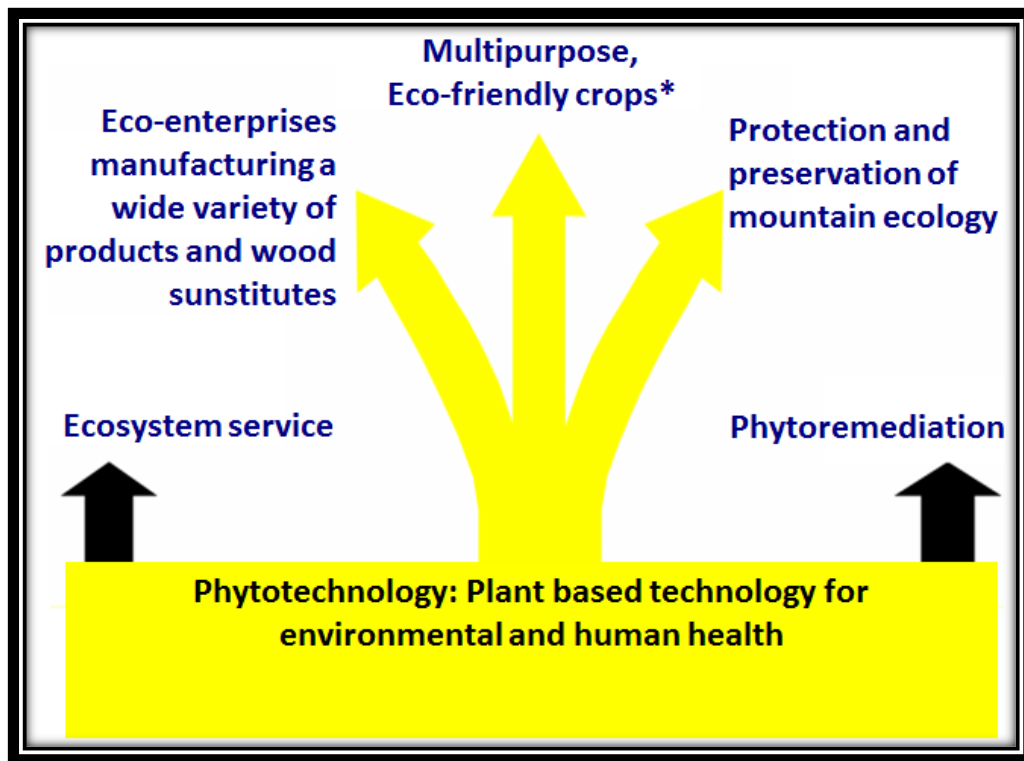 Multipurpose,
Eco-friendly crops*
Eco-enterprises
manufacturing a
wide variety of
products and wood
sunstitutes
Protection and
preservation of
mountain ecology
Ecosystem service
Phytoremediation
Phytotechnology: Plant based technology for
environmental and human health